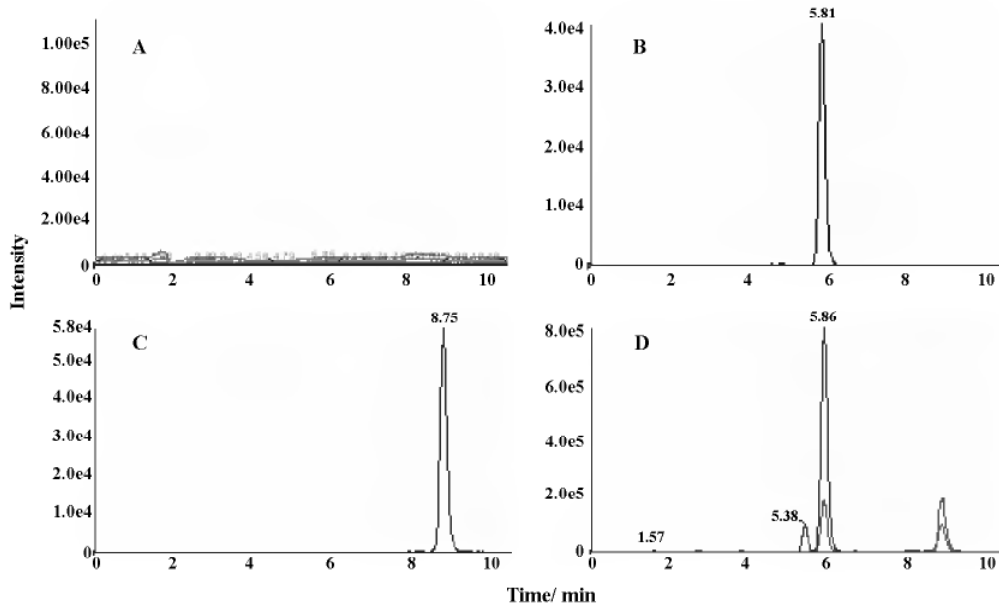 A
1.00e5
8.00e4
6.00e4
4.00e4
2.00e4
0
0 2 4 6 8 10
B
5.81
4.0e4
3.0e4
2.0e4
1.0e4
0
0 2 4 6 8 10
Intensity
C
8.75
5.8e4
5.0e4
4.0e4
3.0e4
2.0e4
1.0e4
0
0 2 4 6 8 10
D
5.86
8.0e5
6.0e5
4.0e5
2.0e5
0
5.38
1.57
0 2 4 6 8 10
Time/ min